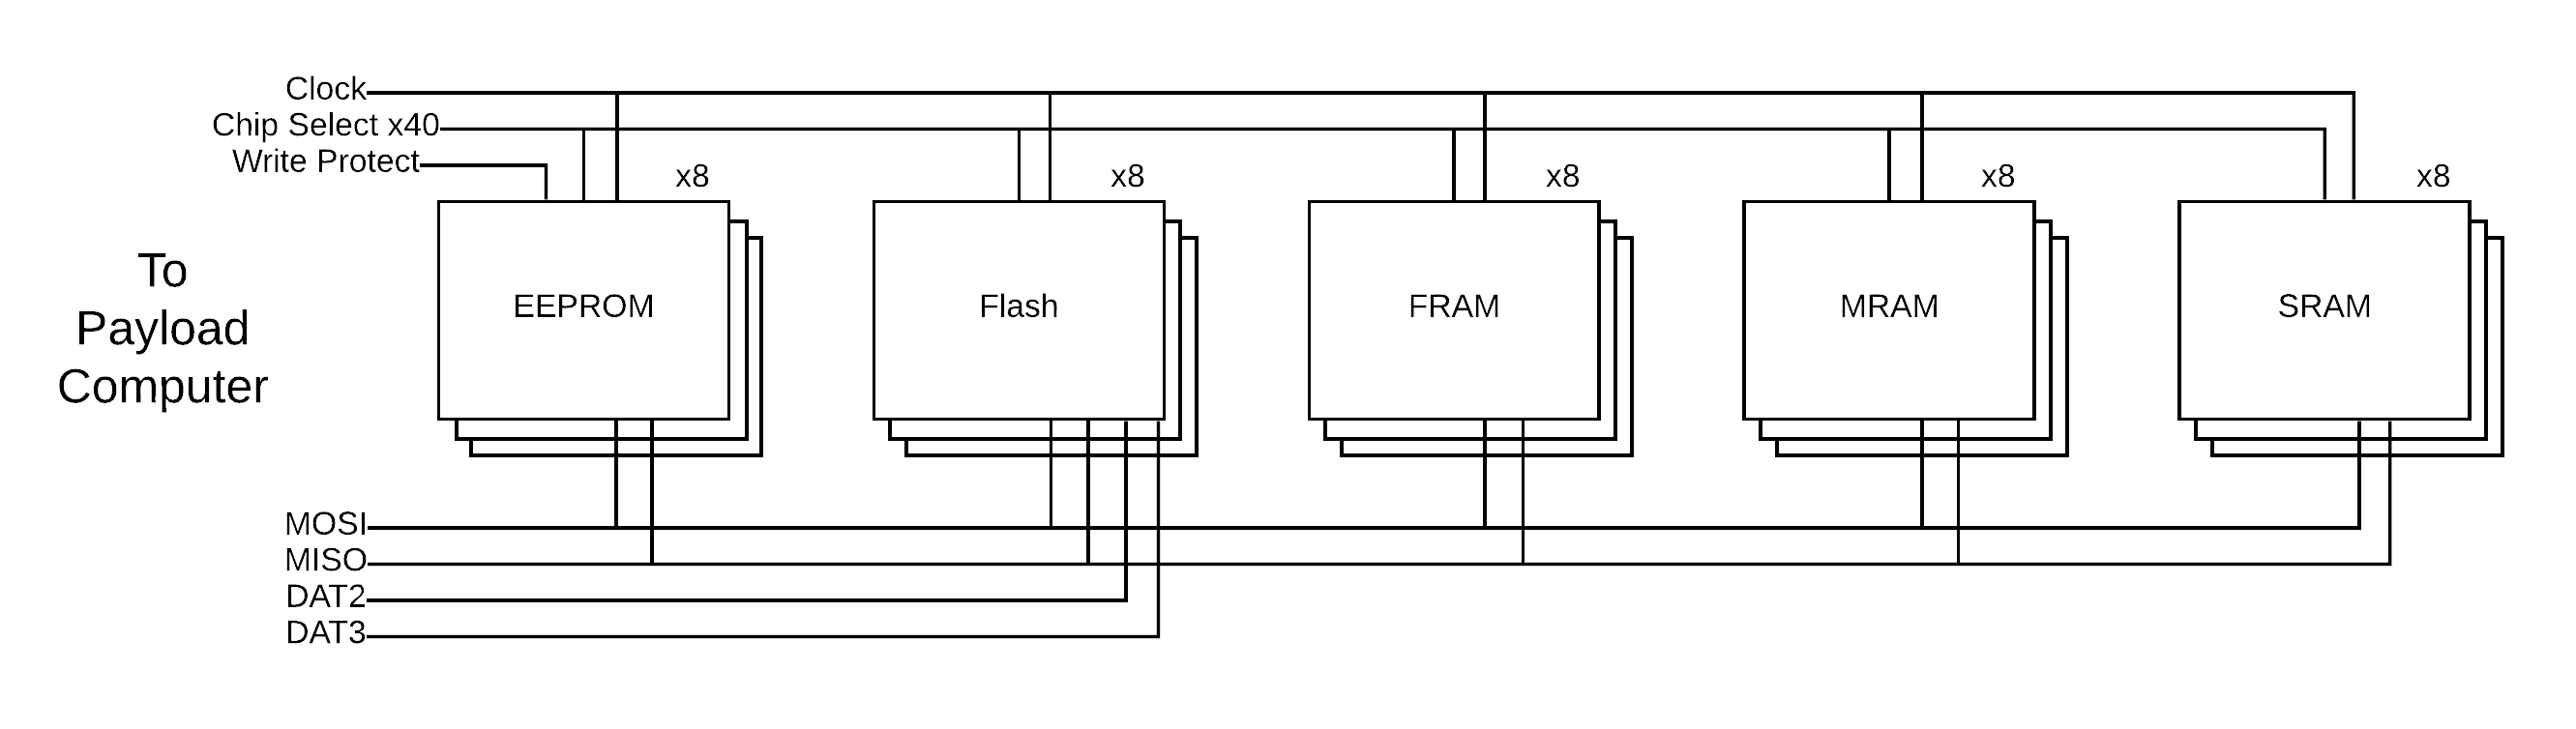 Clock
Chip Select x40
Write Protect
x8
x8
x8
x8
x8
To
Payload
Computer
EEPROM
Flash
FRAM
MRAM
SRAM
MOSI
MISO
DAT2
DAT3